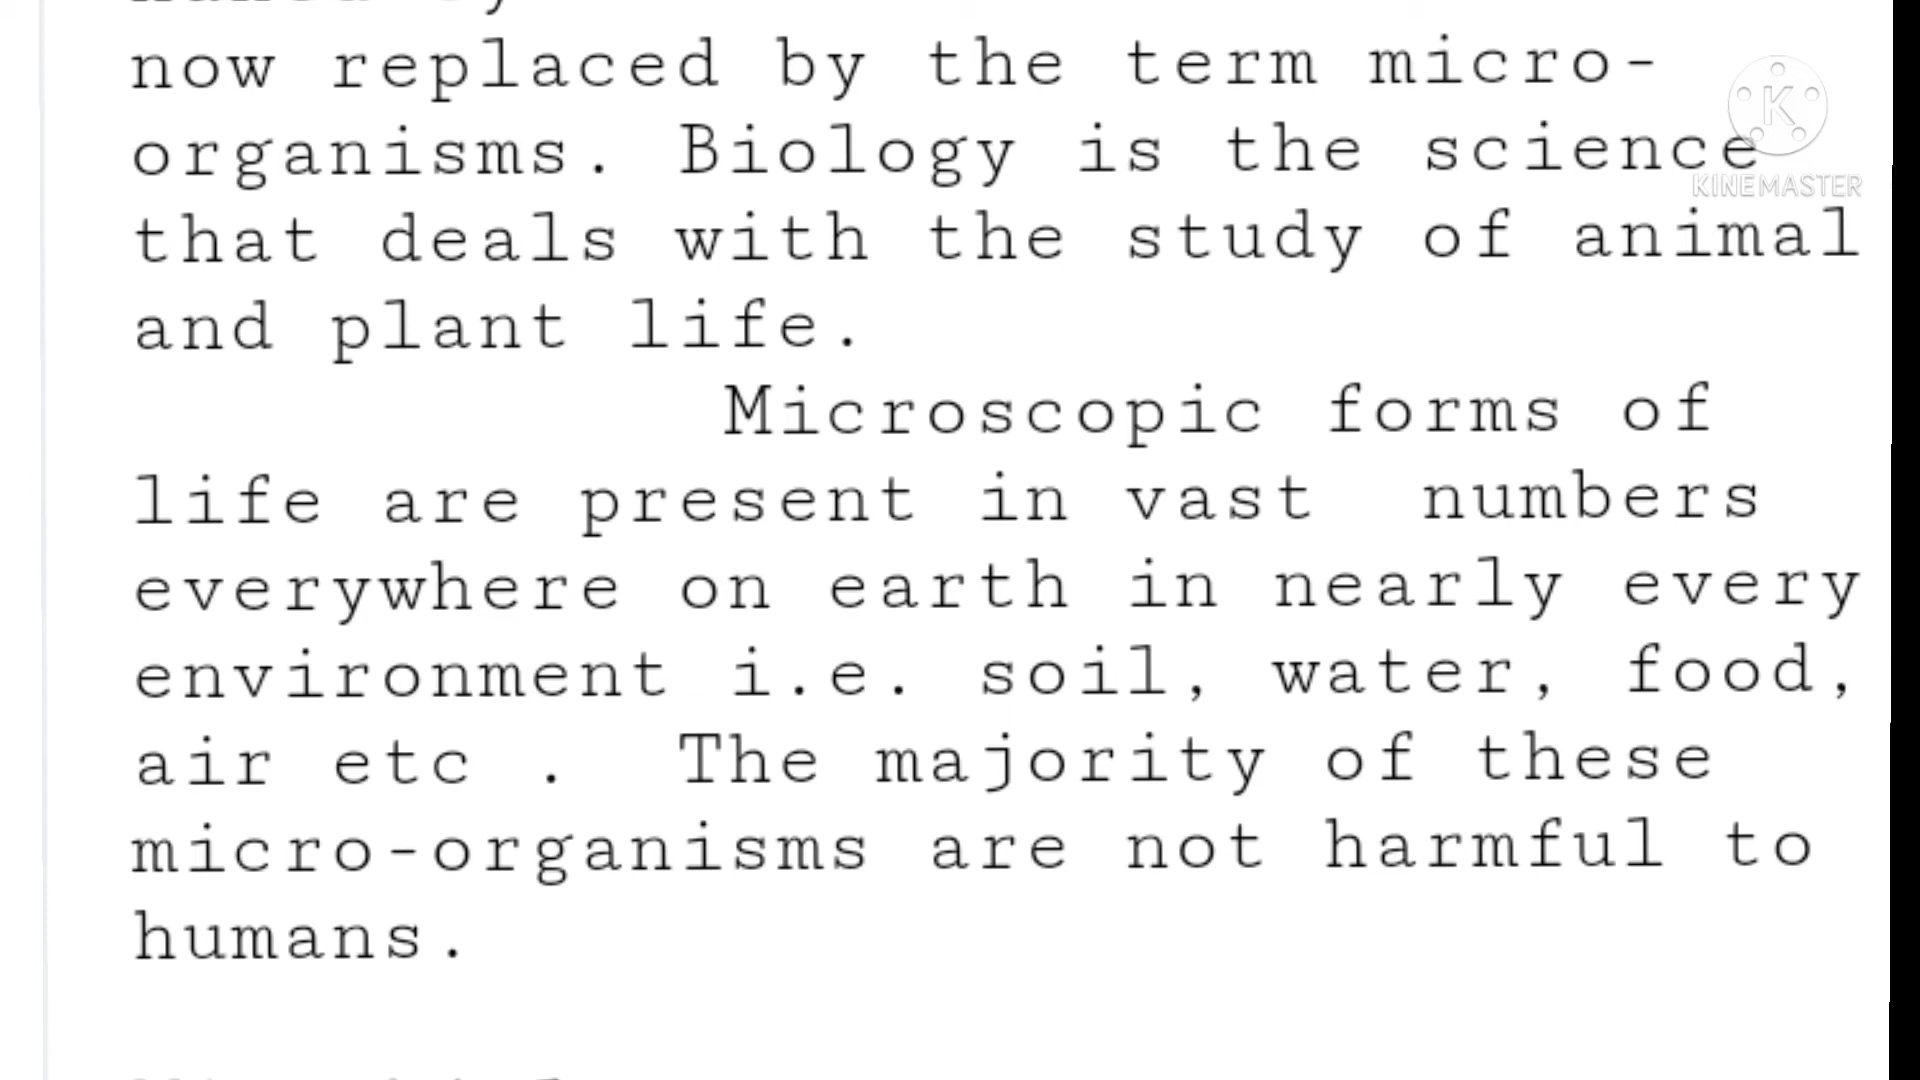 now replaced by the term micro-
organisms. Biology is the science
that deals with the study of animal
and plant life.
Microscopic forms of
life are present in vast numbers
everywhere on earth in nearly every
environment i.e. soil, water, food,
air etc . The majority of these
micro-organisms are not harmful to
humans.
KINEMASTER